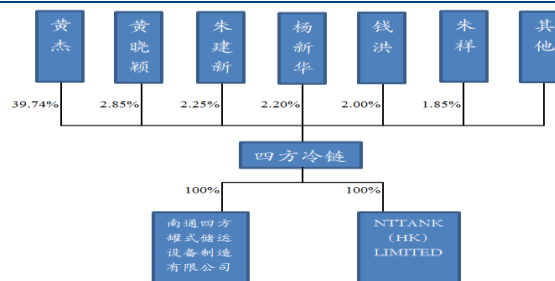 黄杰
黄晓颖
朱建新
杨新华
钱洪
朱祥
其他
39.74%
2.85%
2.25%
2.20%
2.00%
1.85%
四方冷链
100%
100%
南通四方
罐式储运
设备制造
有限公司
NTTANK
(HK)
LIMITED